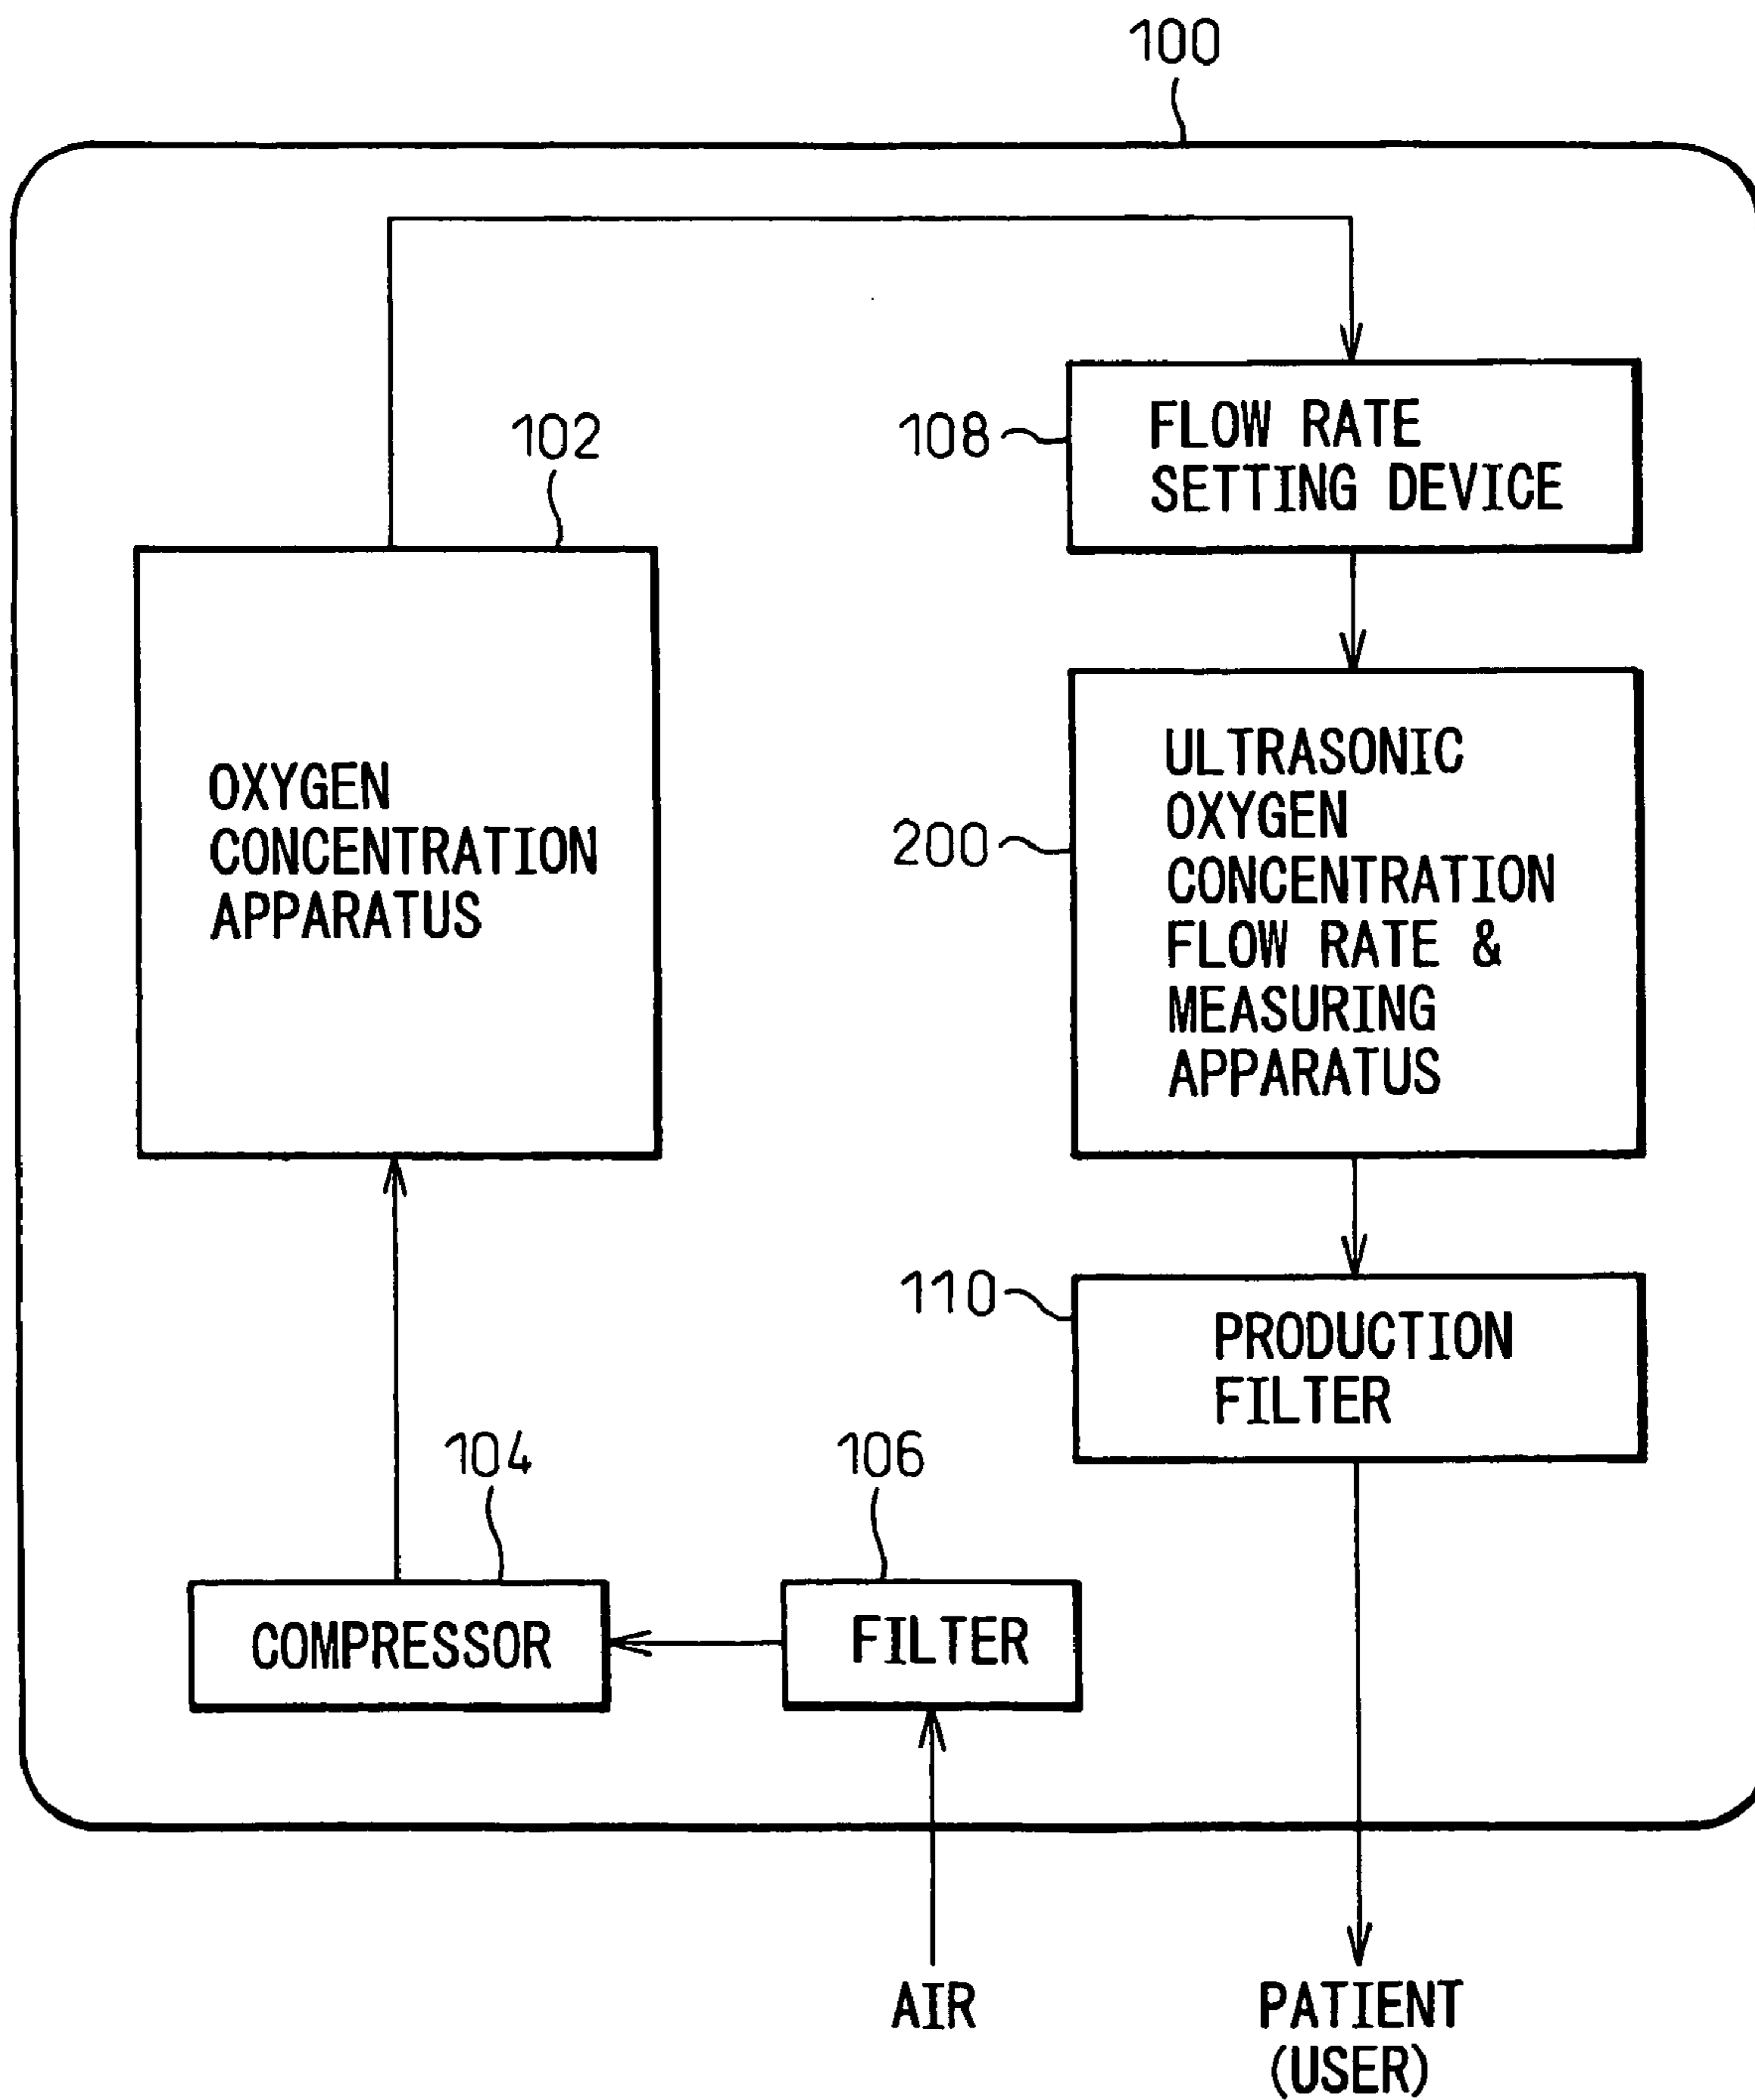 100
102
108
FLOW RATE
SETTING DEVICE
OXYGEN
CONCENTRATION
APPARATUS
200
ULTRASONIC
OXYGEN
CONCENTRATION
FLOW RATE &
MEASURING
APPARATUS
110
PRODUCTION
FILTER
104
106
COMPRESSOR
FILTER
AIR
PATIENT
(USER)